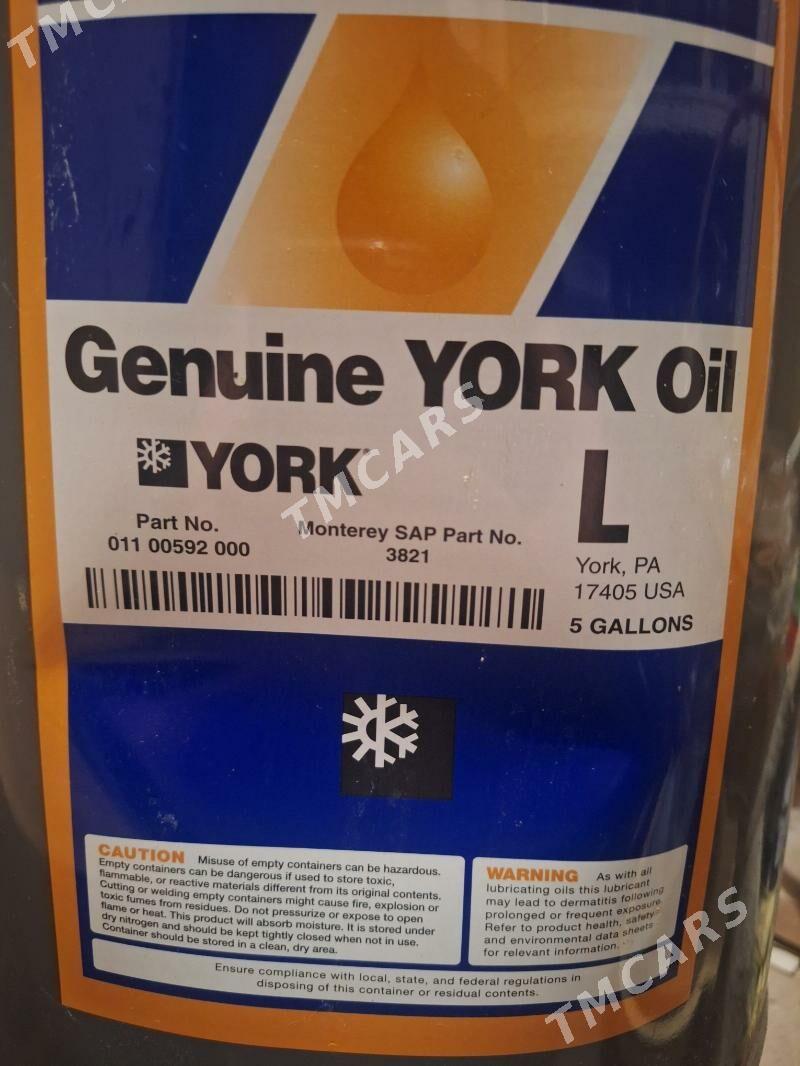 TMCARS
Genuine YORK Oil
YORK
L
Part No.
011 00592 000
Monterey SAP Part No.
3821
York, PA
17405 USA
5 GALLONS
TMCARS
CAUTION Misuse of empty containers can be hazardous.
Empty containers can be dangerous if used to store toxic,
flammable, or reactive materials different from its original contents.
Cutting or welding empty containers might cause fire, explosion or
toxic fumes from residues. Do not pressurize or expose to open
flame or heat. This product will absorb moisture. It is stored under
dry nitrogen and should be kept tightly closed when not in use.
Container should be stored in a clean, dry area.
WARNING As with all
lubricating oils this lubricant
may lead to dermatitis following
prolonged or frequent exposure.
Refer to product health, safety
and environmental data sheets
for relevant information.
Ensure compliance with local, state, and federal regulations in
disposing of this container or residual contents.
TMCARS